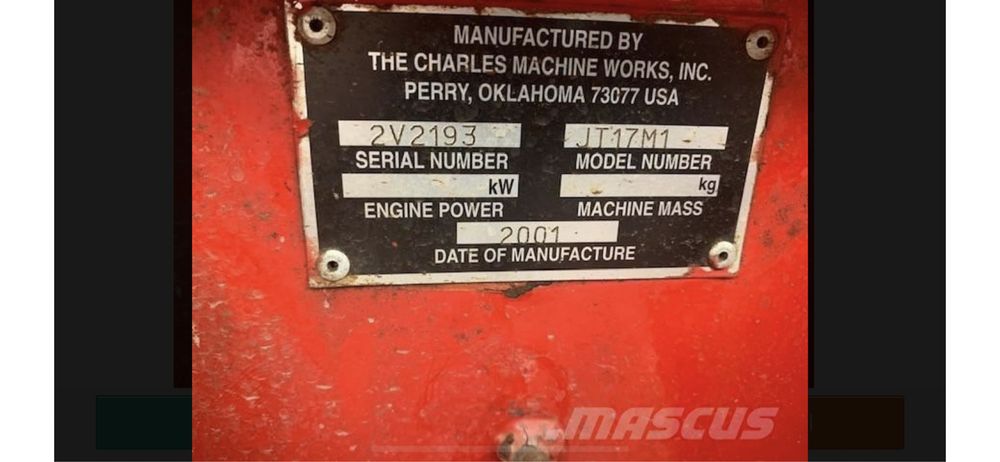 MANUFACTURED BY
THE CHARLES MACHINE WORKS, INC.
PERRY, OKLAHOMA 73077 USA
2V2193 JT17M1
SERIAL NUMBER MODEL NUMBER
kW kg
ENGINE POWER MACHINE MASS
2001
DATE OF MANUFACTURE
MASCUS